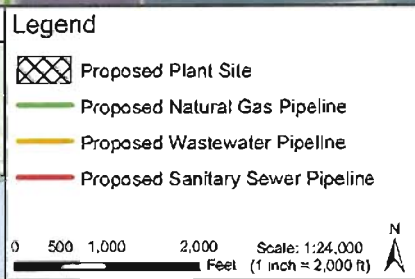 Legend
Proposed Plant Site
Proposed Natural Gas Pipeline
Proposed Wastewater Pipeline
Proposed Sanitary Sewer Pipeline
N
0 500 1,000 2,000 Scale: 1:24,000
Feet (1 inch = 2,000 ft)